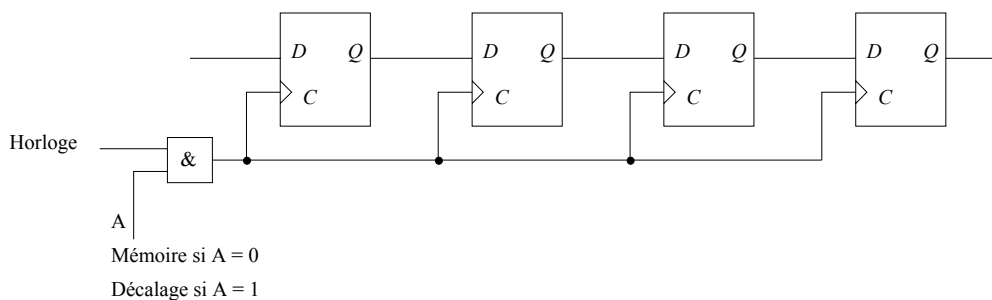 D Q D Q D Q D Q
C C C C
Horloge
&
A
Mémoire si A = 0
Décalage si A = 1